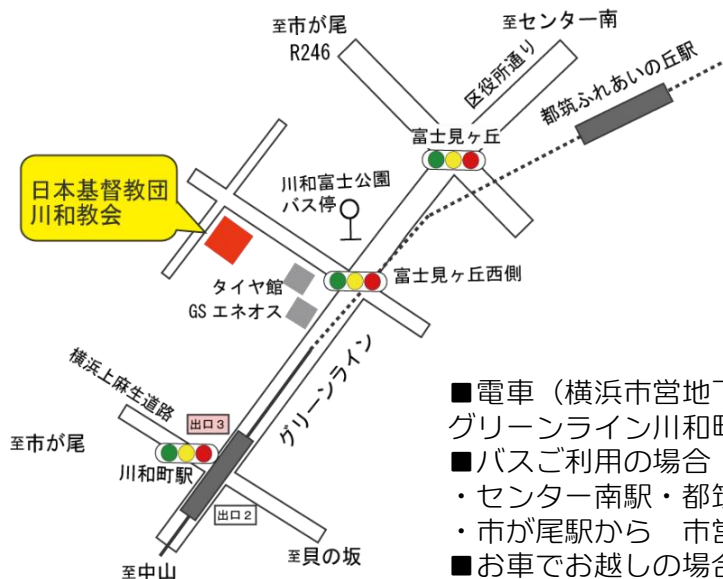 至市が尾
R246
至センター南
区役所通り
都筑ふれあいの丘駅
富士見ヶ丘
日本基督教団
川和教会
川和富士公園
バス停
富士見ヶ丘西側
タイヤ館
GSエネオス
グリーンライン
横浜上麻生道路
出口3
至市が尾
川和町駅
出口2
至貝の坂
至中山
■電車（横浜市営地下
グリーンライン川和町
■バスご利用の場合
・センター南駅・都筑
・市が尾駅から　市営
■お車でお越しの場合